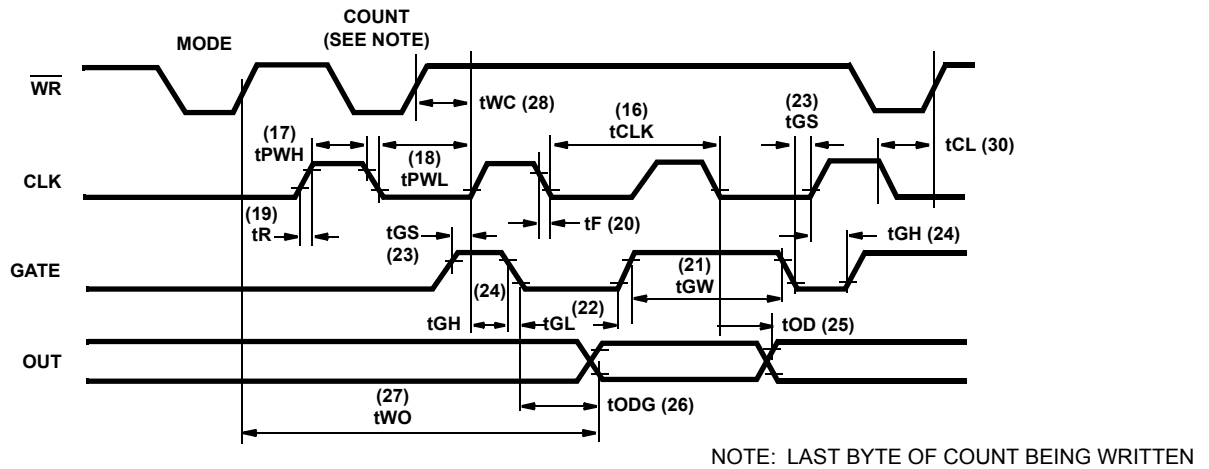 COUNT
(SEE NOTE)
MODE
WR
tWC (28)
(16)
tCLK
(23)
tGS
tCL (30)
(17)
tPWH
(18)
tPWL
CLK
(19)
tR
tGS
(23)
tF (20)
tGH (24)
GATE
(24)
tGH
(22)
tGL
(21)
tGW
tOD (25)
OUT
(27)
tWO
tODG (26)
NOTE: LAST BYTE OF COUNT BEING WRITTEN